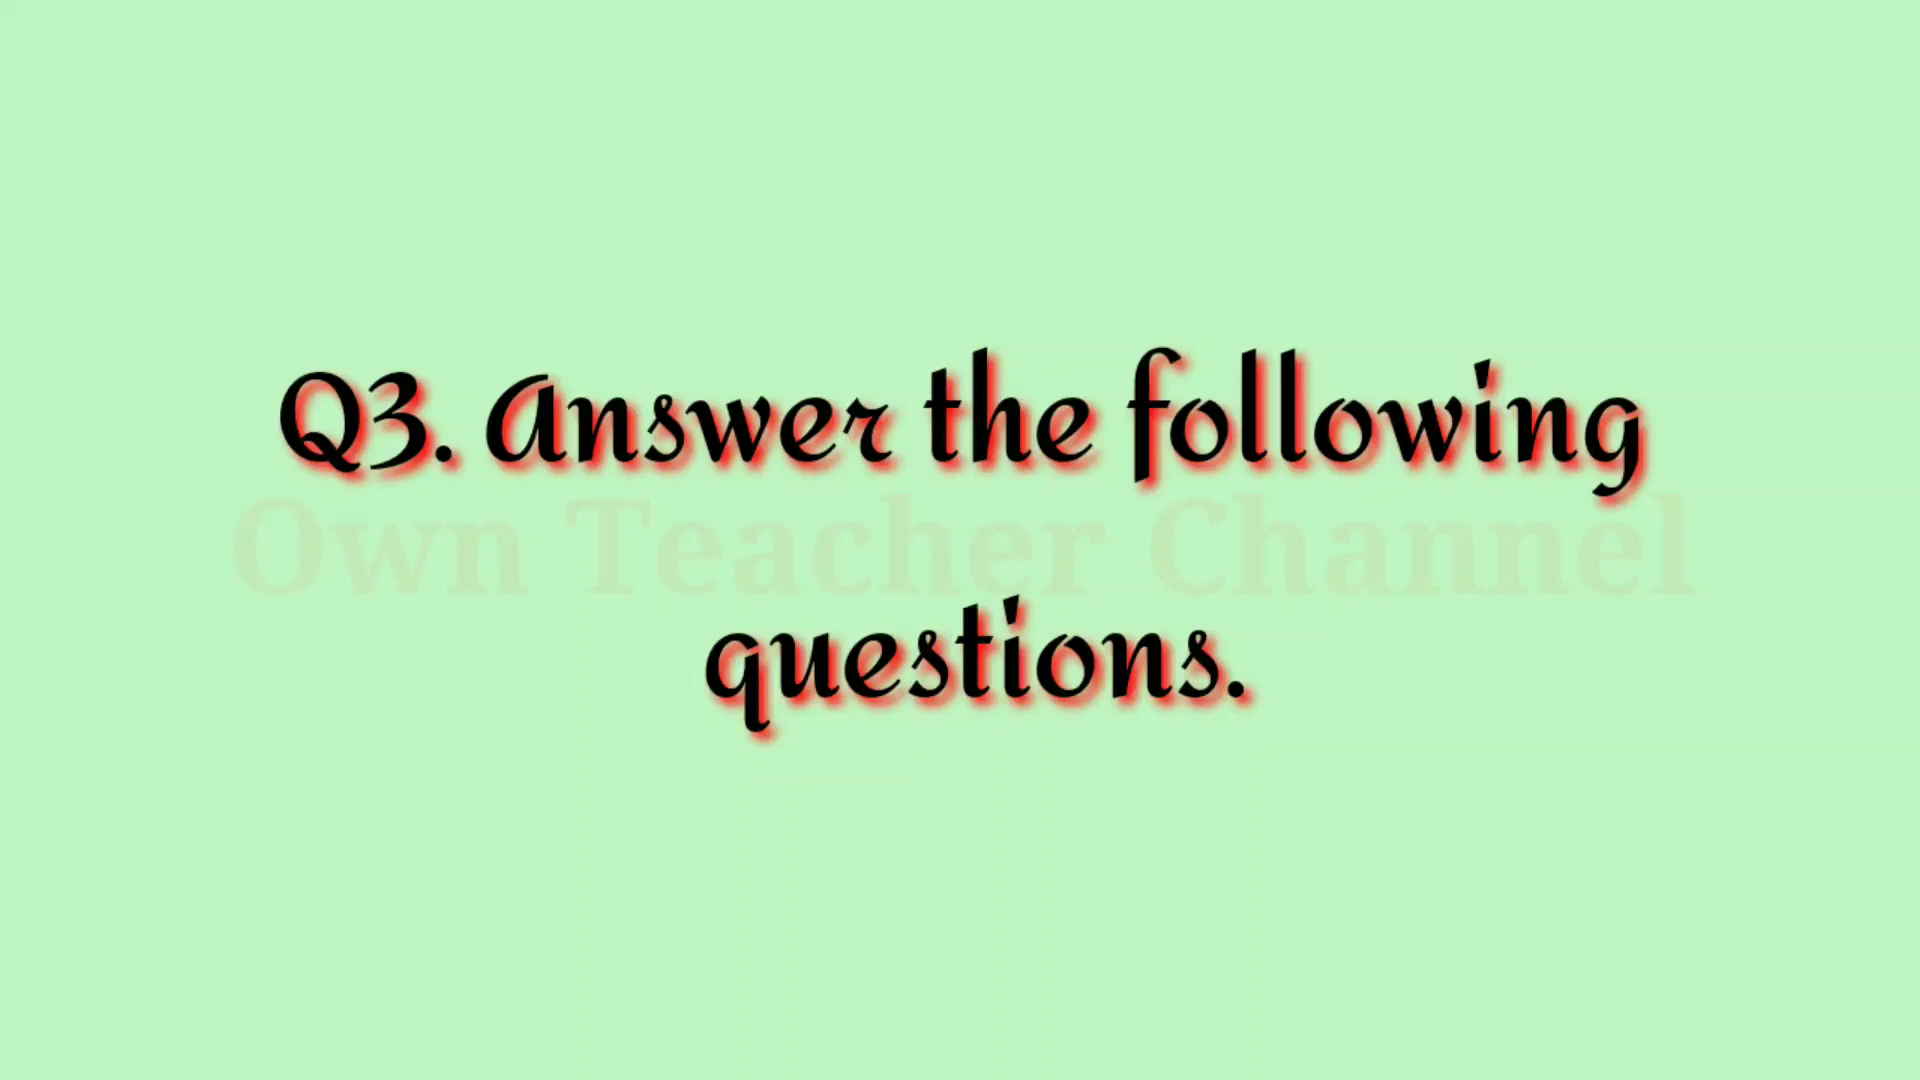 Q3. Answer the following
Own Teacher Channel
questions.